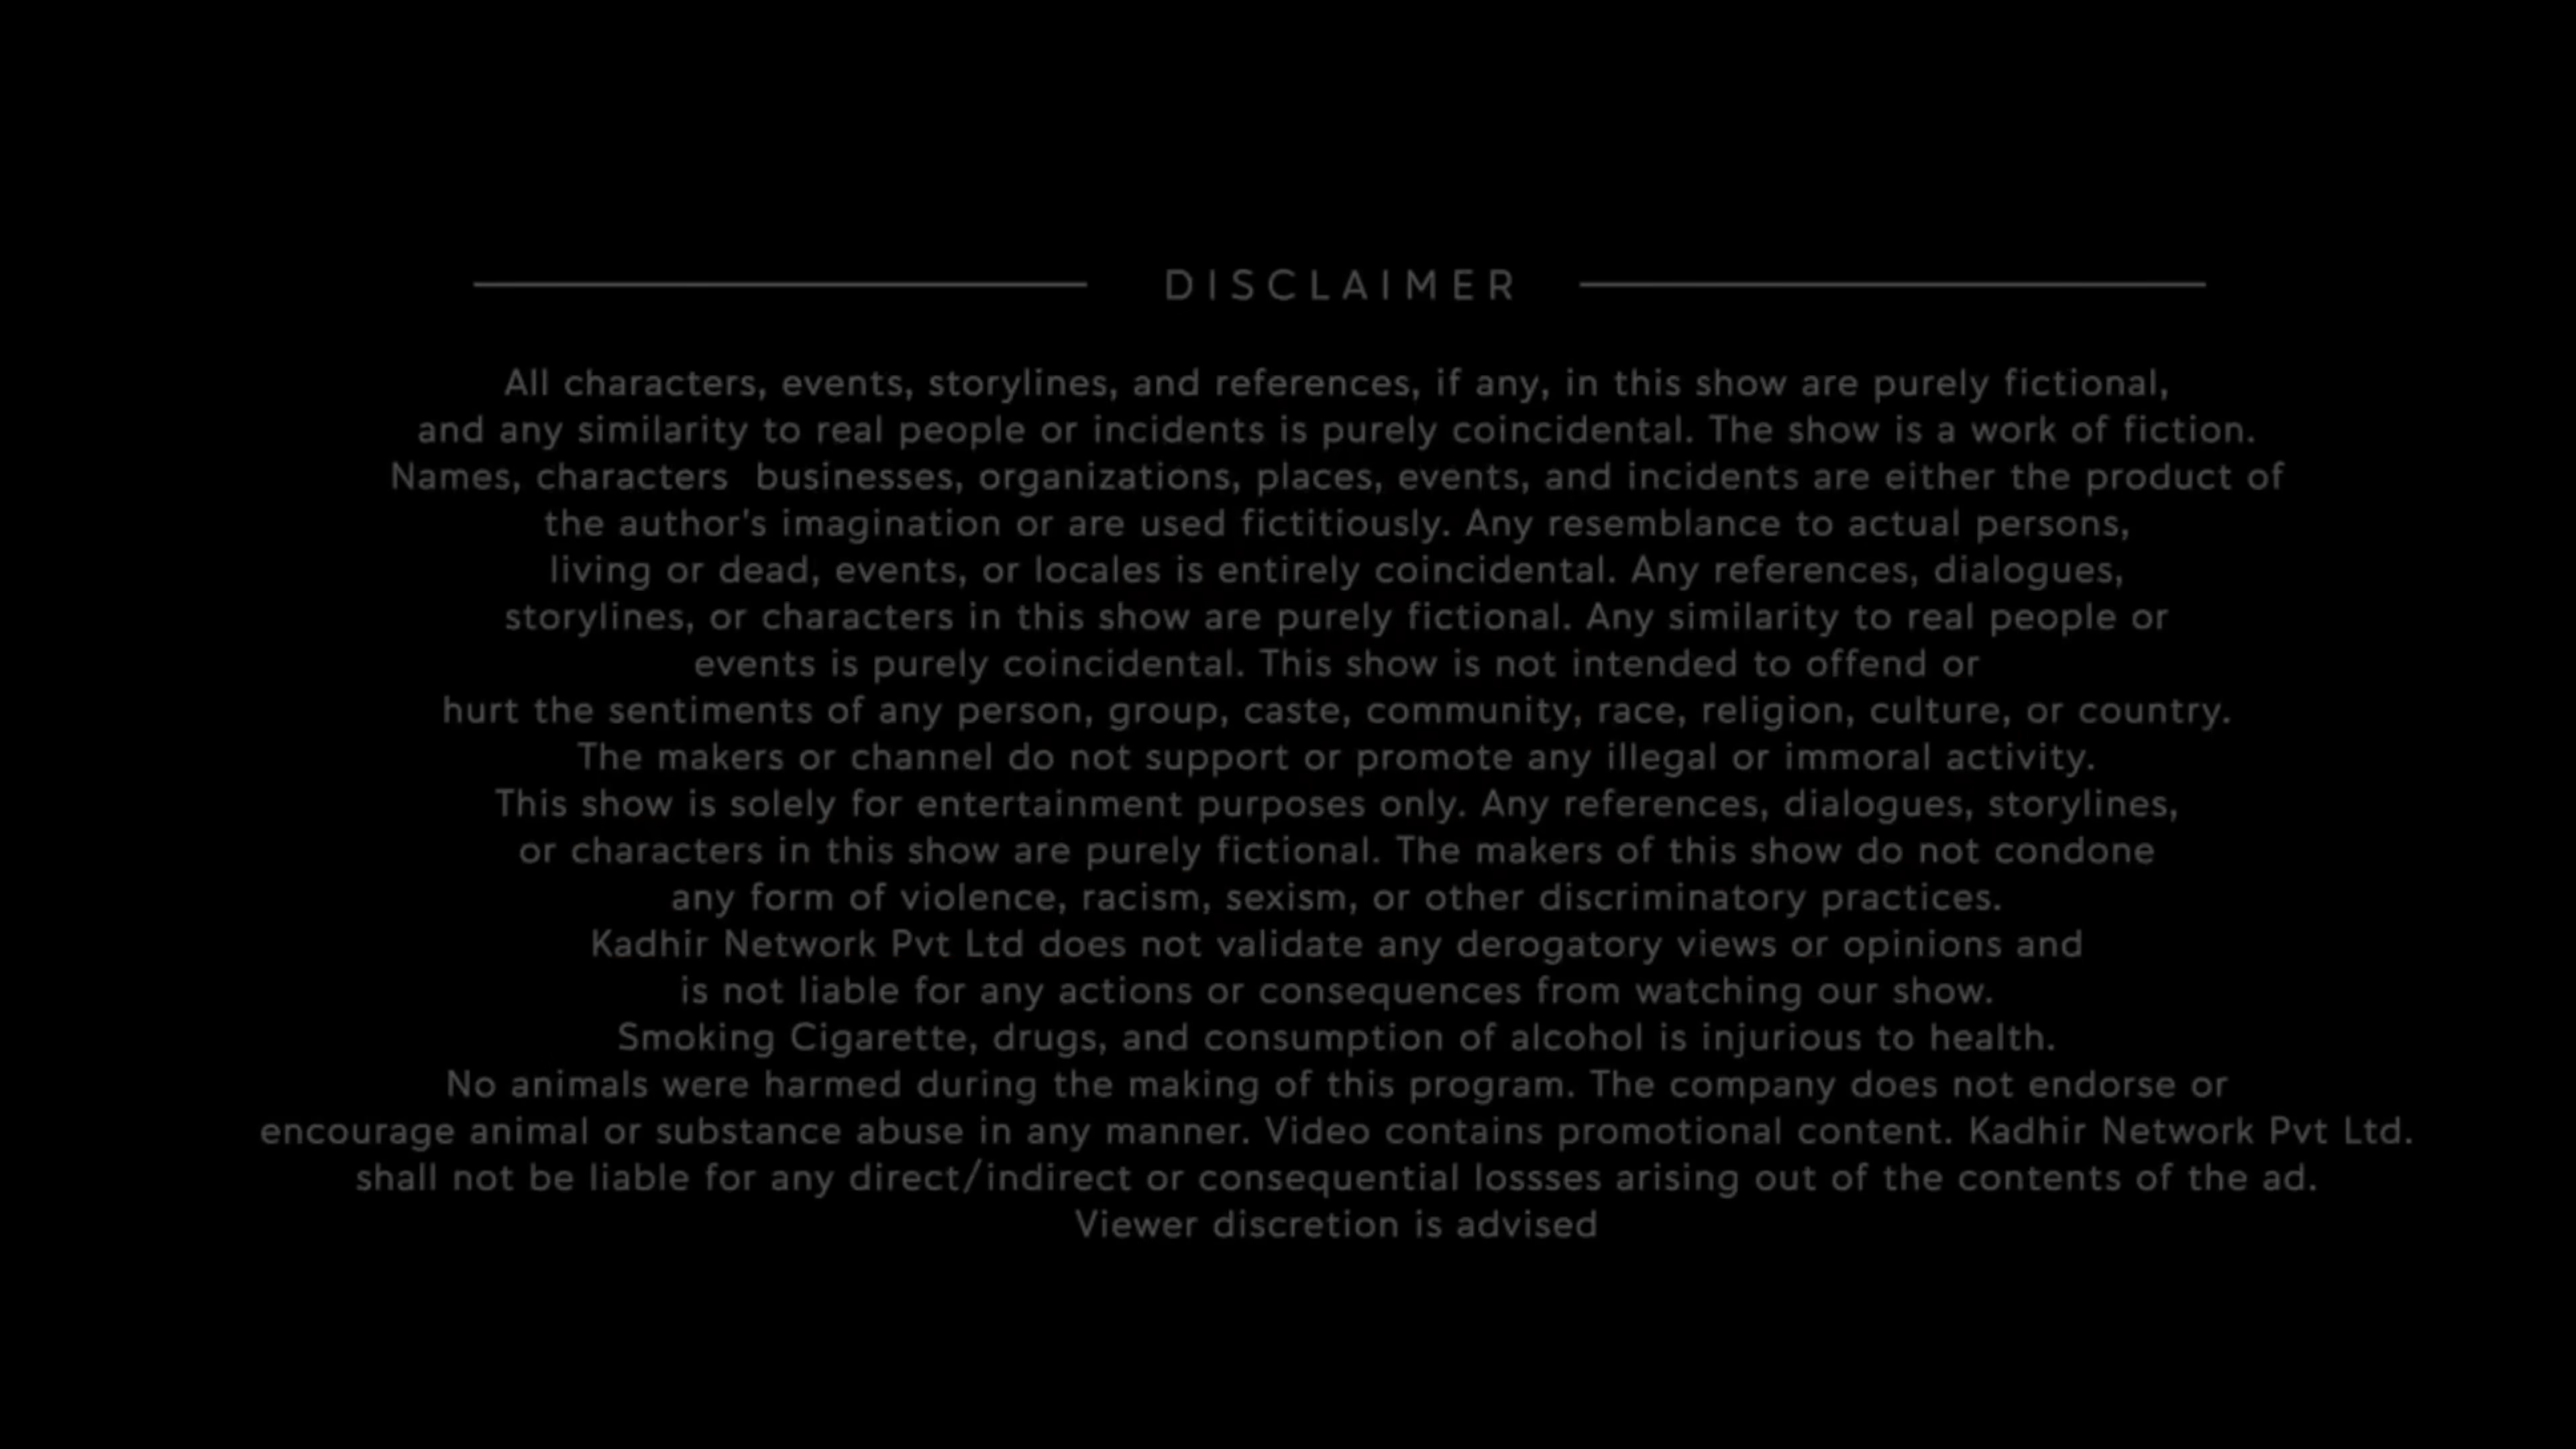 DISCLAIMER
All characters, events, storylines, and references, if any, in this show are purely fictional,
and any similarity to real people or incidents is purely coincidental. The show is a work of fiction.
Names, characters  businesses, organizations, places, events, and incidents are either the product of
the author's imagination or are used fictitiously. Any resemblance to actual persons,
living or dead, events, or locales is entirely coincidental. Any references, dialogues,
storylines, or characters in this show are purely fictional. Any similarity to real people or
events is purely coincidental. This show is not intended to offend or
hurt the sentiments of any person, group, caste, community, race, religion, culture, or country.
The makers or channel do not support or promote any illegal or immoral activity.
This show is solely for entertainment purposes only. Any references, dialogues, storylines,
or characters in this show are purely fictional. The makers of this show do not condone
any form of violence, racism, sexism, or other discriminatory practices.
Kadhir Network Pvt Ltd does not validate any derogatory views or opinions and
is not liable for any actions or consequences from watching our show.
Smoking Cigarette, drugs, and consumption of alcohol is injurious to health.
No animals were harmed during the making of this program. The company does not endorse or
encourage animal or substance abuse in any manner. Video contains promotional content. Kadhir Network Pvt Ltd.
shall not be liable for any direct/indirect or consequential lossses arising out of the contents of the ad.
Viewer discretion is advised